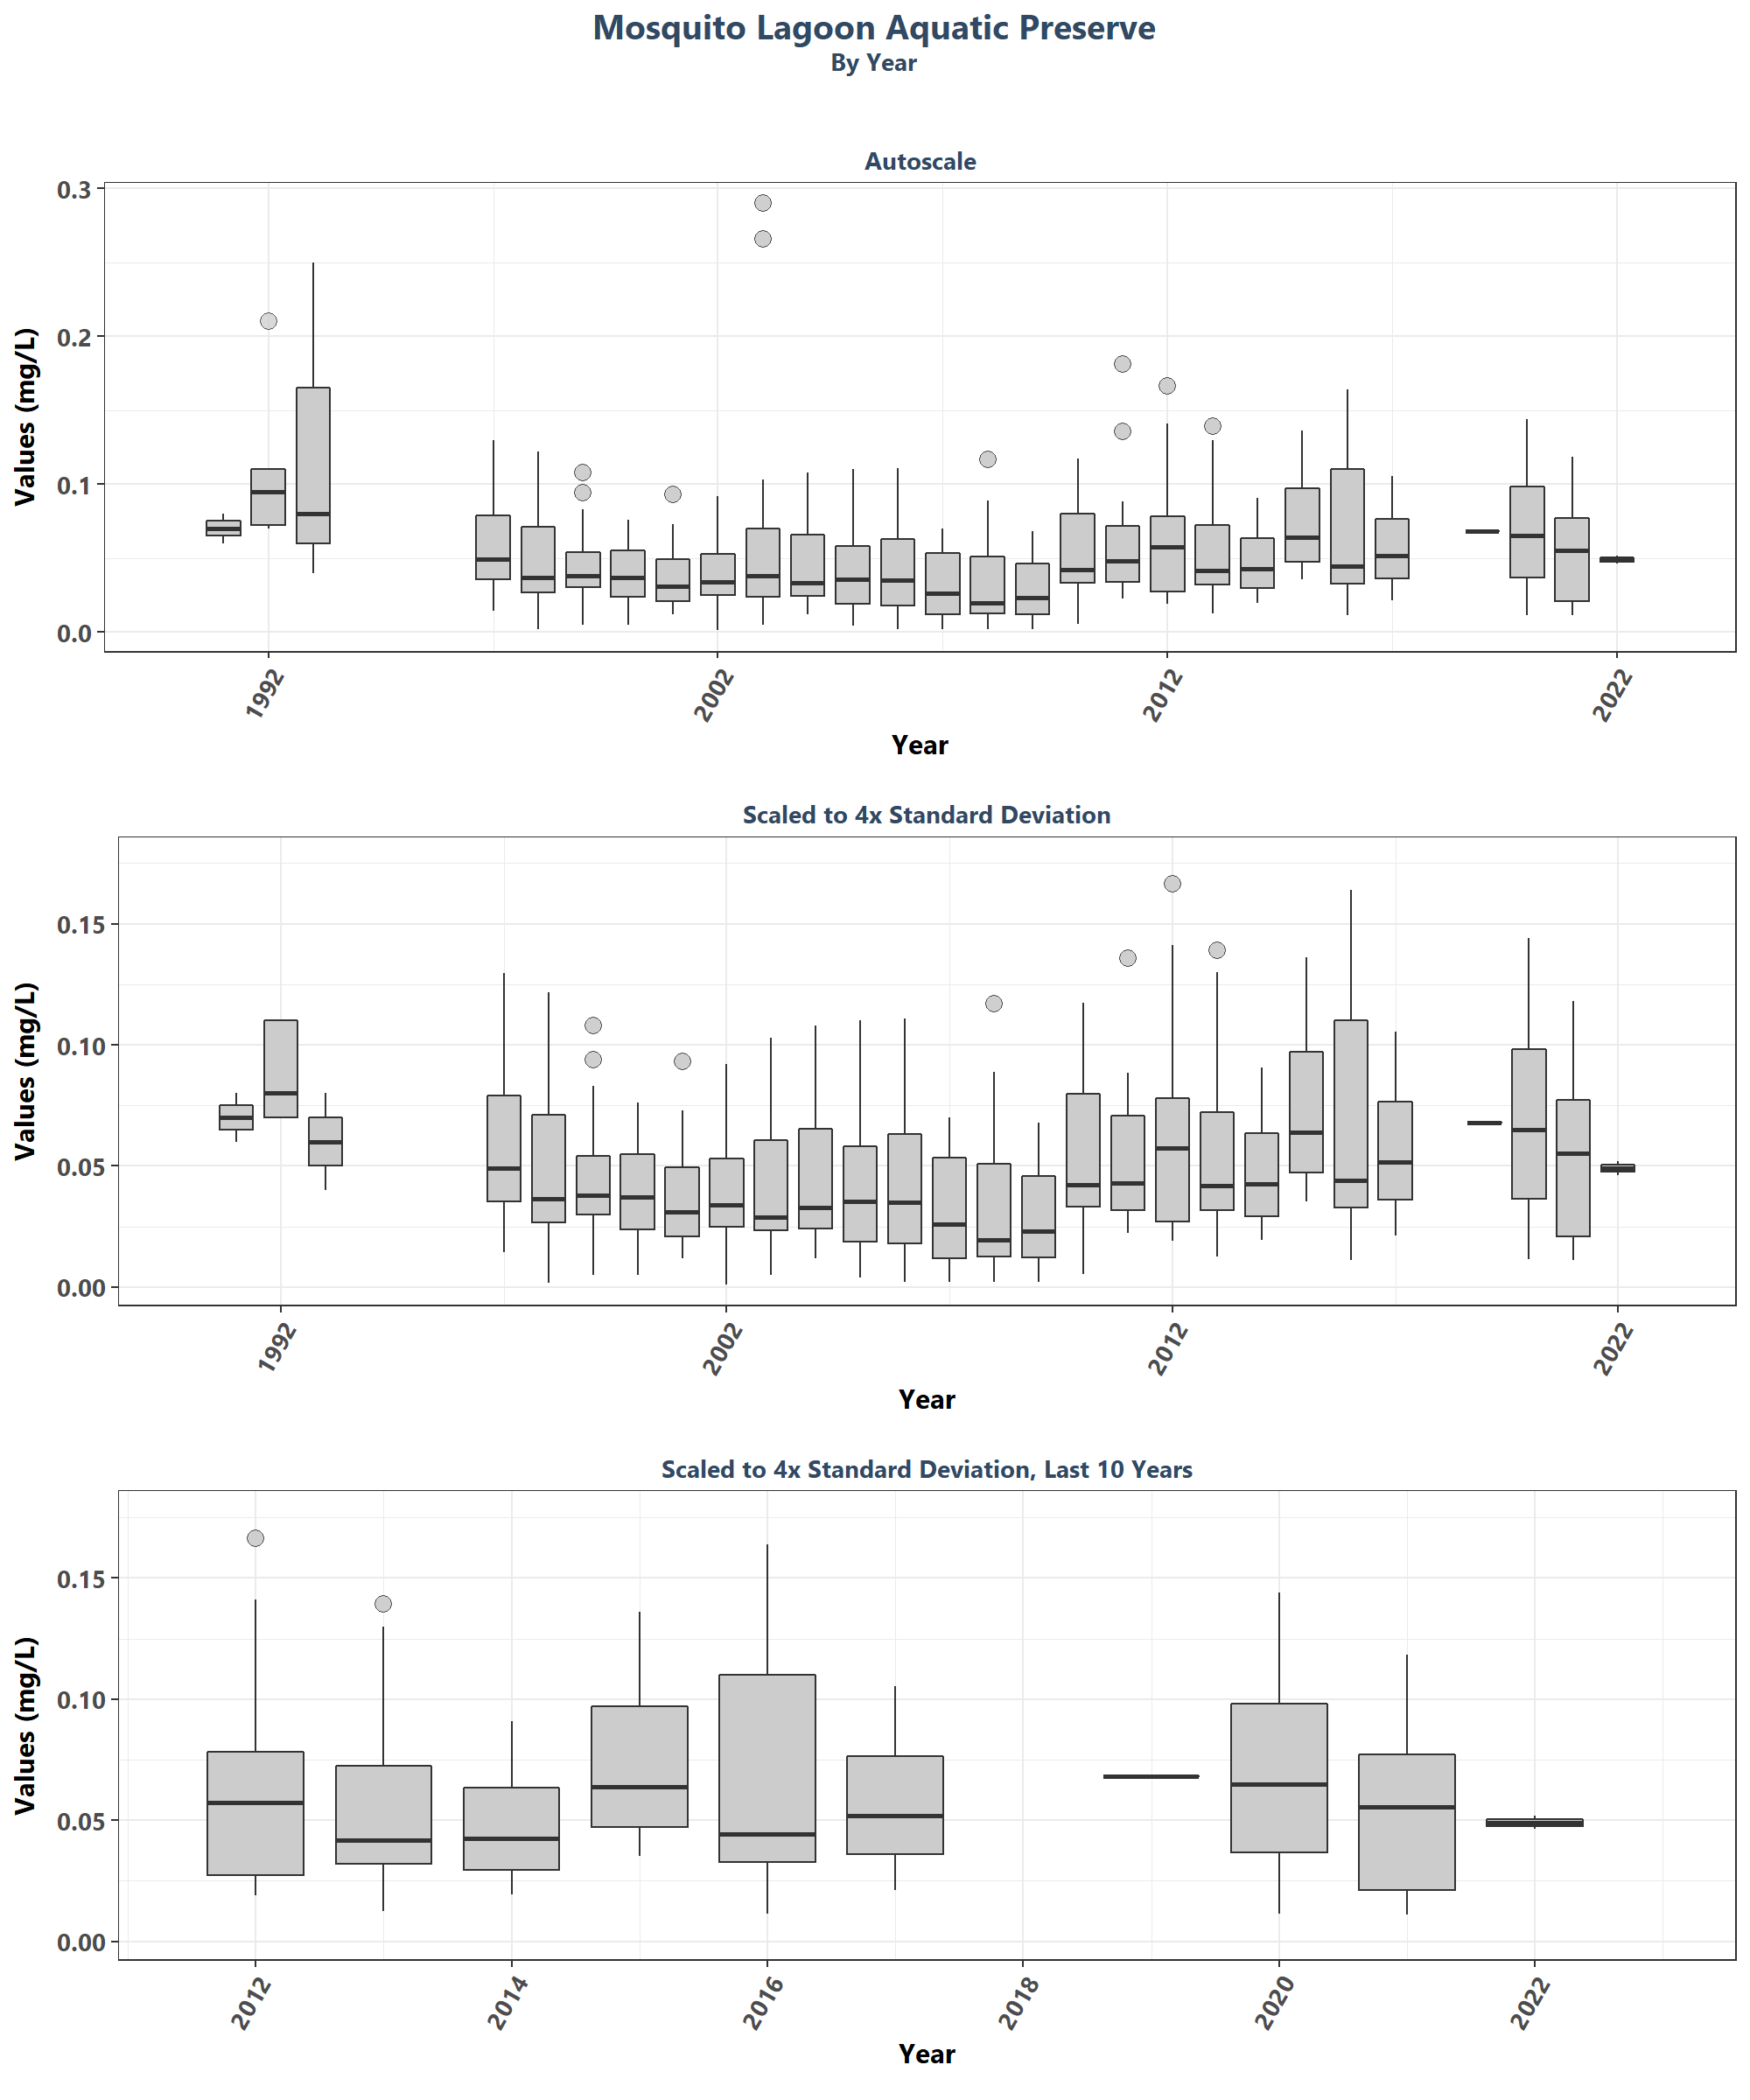 Mosquito Lagoon Aquatic Preserve
By Year
Autoscale
Values (mg/L)
0.3
0.2
0.1
0.0
1992 2002 2012 2022
Year
Scaled to 4x Standard Deviation
Values (mg/L)
0.15
0.10
0.05
0.00
1992 2002 2012 2022
Year
Scaled to 4x Standard Deviation, Last 10 Years
Values (mg/L)
0.15
0.10
0.05
0.00
2012 2014 2016 2018 2020 2022
Year